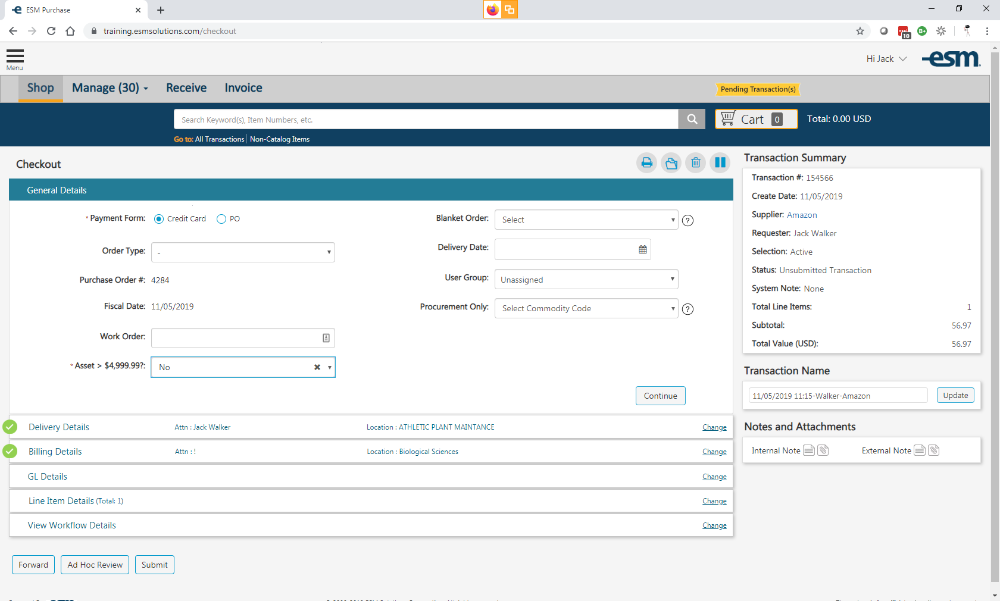 ESM Purchase
training.esmsolutions.com/checkout
10
B+
Menu
Hi Jack
esm
Shop
Manage (30)
Receive
Invoice
Pending Transaction(s)
Search Keyword(s), Item Numbers, etc.
Cart 0
Total: 0.00 USD
Go to: All Transactions | Non-Catalog Items
Checkout
General Details
* Payment Form: Credit Card PO
Order Type: -
Purchase Order #: 4284
Fiscal Date: 11/05/2019
Work Order:
* Asset > $4,999.99?: No
Blanket Order: Select ?
Delivery Date:
User Group: Unassigned
Procurement Only: Select Commodity Code ?
Continue
Delivery Details Attn : Jack Walker Location : ATHLETIC PLANT MAINTANCE Change
Billing Details Attn : ! Location : Biological Sciences Change
GL Details Change
Line Item Details (Total: 1) Change
View Workflow Details Change
Forward
Ad Hoc Review
Submit
Transaction Summary
Transaction #: 154566
Create Date: 11/05/2019
Supplier: Amazon
Requester: Jack Walker
Selection: Active
Status: Unsubmitted Transaction
System Note: None
Total Line Items: 1
Subtotal: 56.97
Total Value (USD): 56.97
Transaction Name
11/05/2019 11:15-Walker-Amazon
Update
Notes and Attachments
Internal Note
External Note